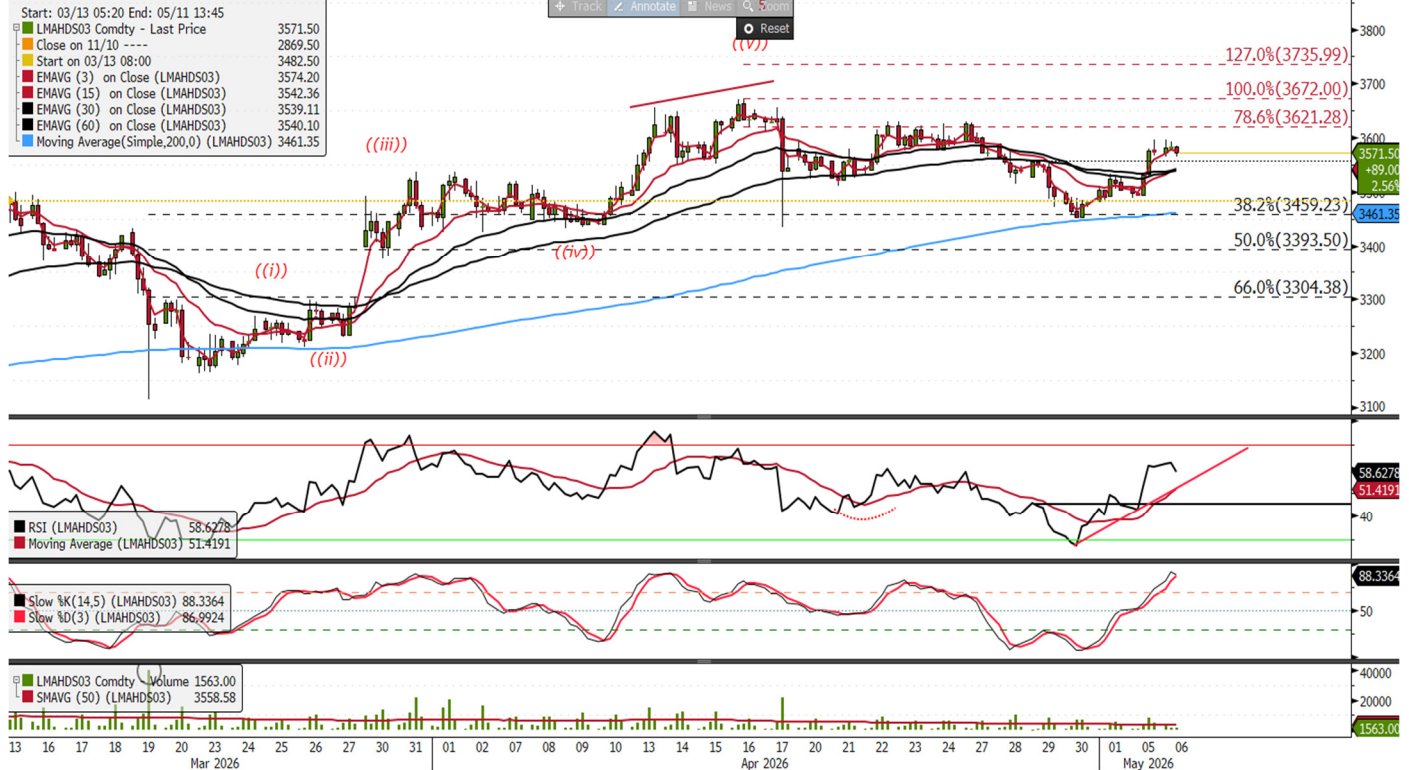 Start: 03/13 05:20 End: 05/11 13:45
LMAHDS03 Comdty - Last Price 3571.50
Close on 11/10 ---- 2869.50
Start on 03/13 08:00 3482.50
EMAVG (3) on Close (LMAHDS03) 3574.20
EMAVG (15) on Close (LMAHDS03) 3542.36
EMAVG (30) on Close (LMAHDS03) 3539.11
EMAVG (60) on Close (LMAHDS03) 3540.10
Moving Average(Simple,200,0) (LMAHDS03) 3461.35
Track Annotate News Zoom
Reset
5
((v))
((iii))
((i))
((iv))
((ii))
127.0%(3735.99)
100.0%(3672.00)
78.6%(3621.28)
38.2%(3459.23)
50.0%(3393.50)
66.0%(3304.38)
3800
3700
3600
3571.50
+89.00
2.56%
3461.35
3400
3300
3200
3100
RSI (LMAHDS03) 58.6278
Moving Average (LMAHDS03) 51.4191
58.6278
51.4191
40
Slow %K(14,5) (LMAHDS03) 88.3364
Slow %D(3) (LMAHDS03) 86.9924
88.3364
50
LMAHDS03 Comdty - Volume 1563.00
SMAVG (50) (LMAHDS03) 3558.58
40000
20000
1563.00
13 16 17 18 19 20 23 24 25 26 27 30 31 01 02 07 08 09 10 13 14 15 16 17 20 21 22 23 24 27 28 29 30 01 05 06
Mar 2026 Apr 2026 May 2026